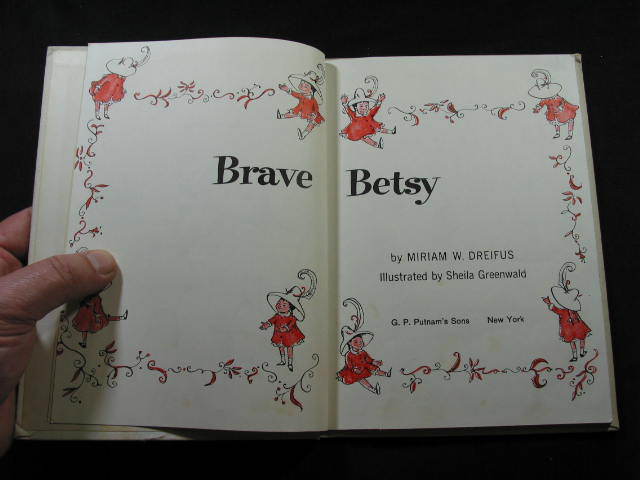 Brave Betsy
by MIRIAM W. DREIFUS
Illustrated by Sheila Greenwald
G. P. Putnam's Sons New York